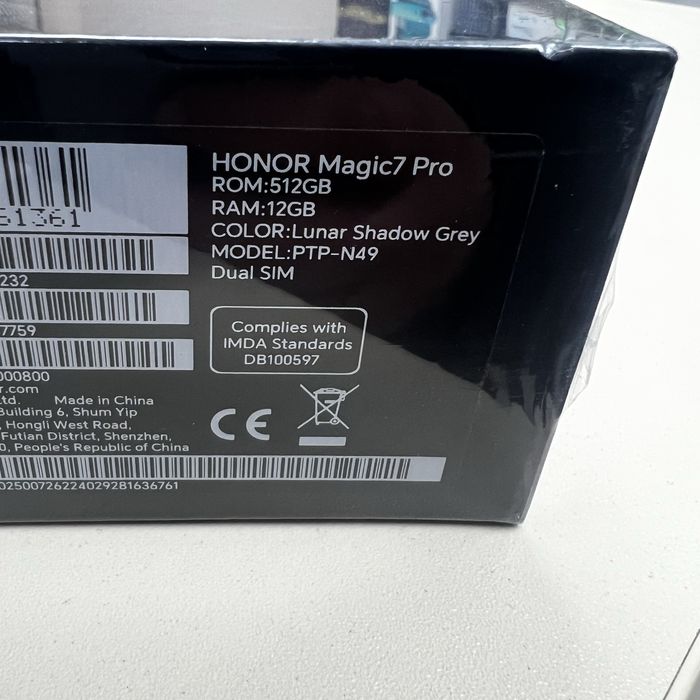 HONOR Magic7 Pro
ROM:512GB
RAM:12GB
COLOR:Lunar Shadow Grey
MODEL:PTP-N49
Dual SIM
Complies with
IMDA Standards
DB100597
CE
61361
232
7759
000800
r.com
Ltd. Made in China
Building 6, Shum Yip
, Hongli West Road,
Futian District, Shenzhen,
0, People's Republic of China
02500726224029281636761